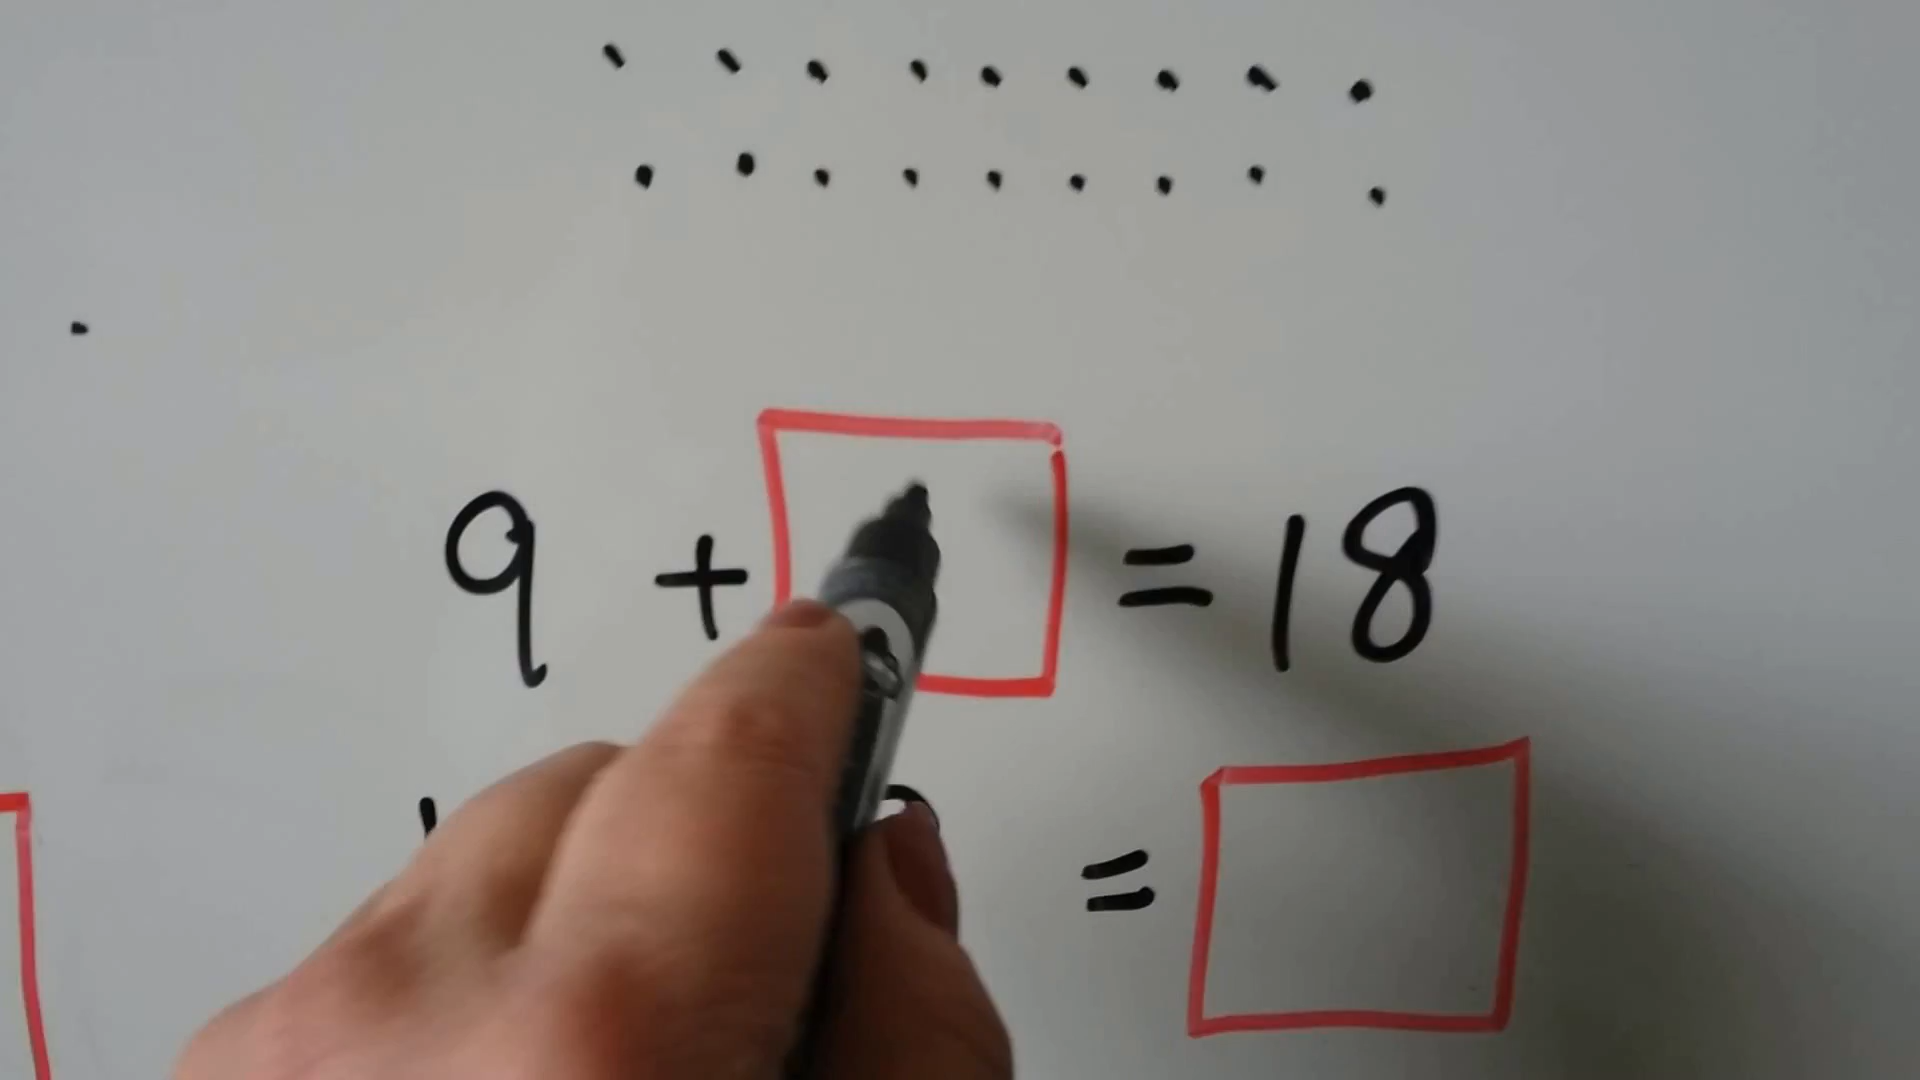 9 + = 18
=